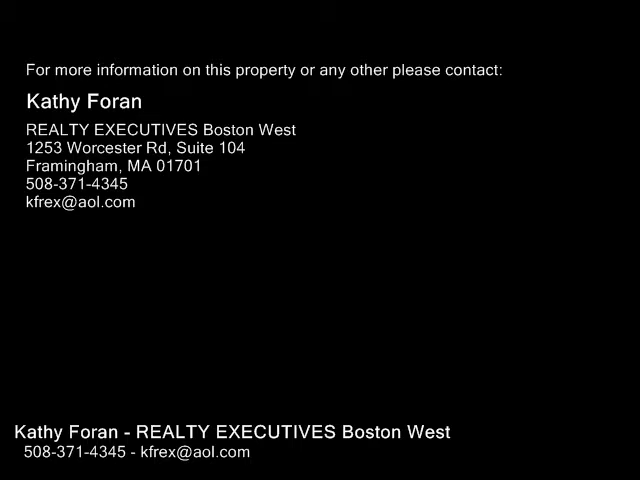 For more information on this property or any other please contact:
Kathy Foran
REALTY EXECUTIVES Boston West
1253 Worcester Rd, Suite 104
Framingham, MA 01701
508-371-4345
kfrex@aol.com
Kathy Foran - REALTY EXECUTIVES Boston West
508-371-4345 - kfrex@aol.com